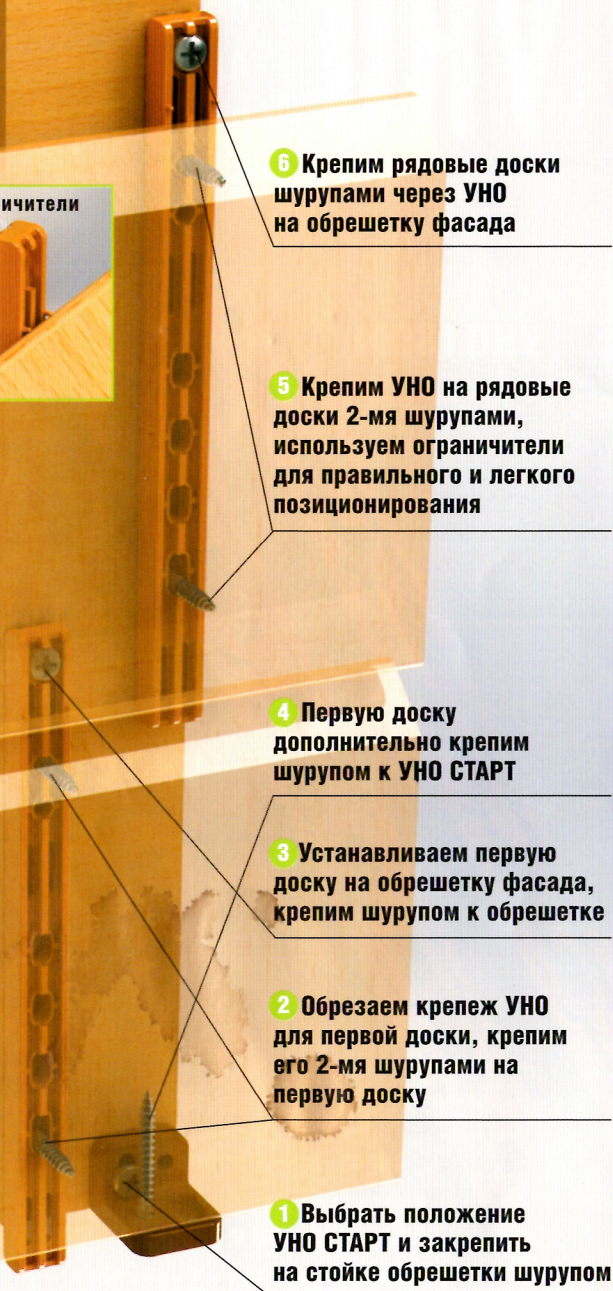 ичители
6 Крепим рядовые доски
шурупами через УНО
на обрешетку фасада
5 Крепим УНО на рядовые
доски 2-мя шурупами,
используем ограничители
для правильного и легкого
позиционирования
4 Первую доску
дополнительно крепим
шурупом к УНО СТАРТ
3 Устанавливаем первую
доску на обрешетку фасада,
крепим шурупом к обрешетке
2 Обрезаем крепеж УНО
для первой доски, крепим
его 2-мя шурупами на
первую доску
1 Выбрать положение
УНО СТАРТ и закрепить
на стойке обрешетки шурупом